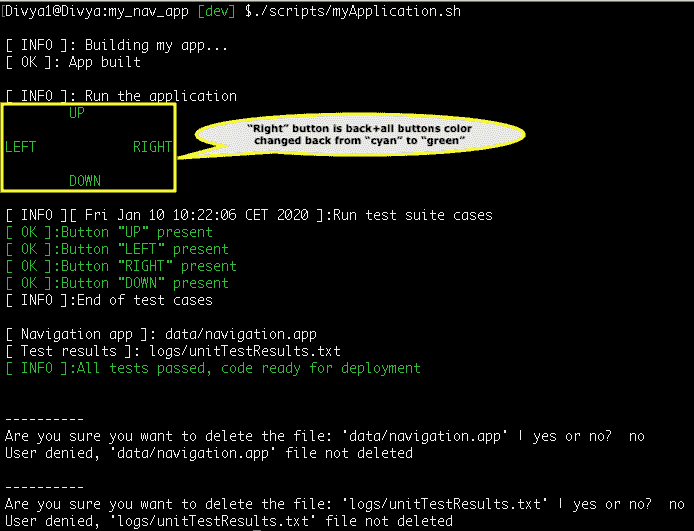 [Divya1@Divya:my_nav_app [dev] $./scripts/myApplication.sh
[ INFO ]: Building my app...
[ OK ]: App built
[ INFO ]: Run the application
UP
LEFT RIGHT
DOWN
“Right” button is back+all buttons color
changed back from “cyan” to “green”
[ INFO ][ Fri Jan 10 10:22:06 CET 2020 ]:Run test suite cases
[ OK ]:Button "UP" present
[ OK ]:Button "LEFT" present
[ OK ]:Button "RIGHT" present
[ OK ]:Button "DOWN" present
[ INFO ]:End of test cases
[ Navigation app ]: data/navigation.app
[ Test results ]: logs/unitTestResults.txt
[ INFO ]:All tests passed, code ready for deployment
----------
Are you sure you want to delete the file: 'data/navigation.app' | yes or no?  no
User denied, 'data/navigation.app' file not deleted
----------
Are you sure you want to delete the file: 'logs/unitTestResults.txt' | yes or no?  no
User denied, 'logs/unitTestResults.txt' file not deleted